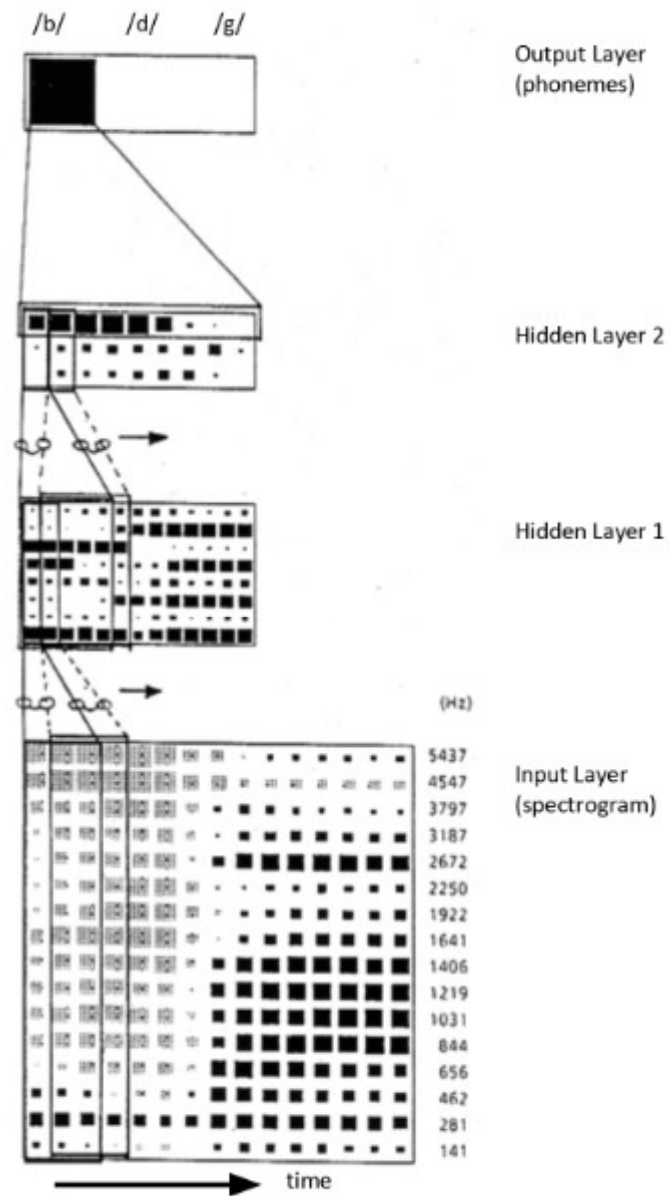 /b/ /d/ /g/
Output Layer
(phonemes)
Hidden Layer 2
Hidden Layer 1
(Hz)
5437
4547
Input Layer
(spectrogram)
3797
3187
2672
2250
1922
1641
1406
1219
1031
844
656
462
281
141
time